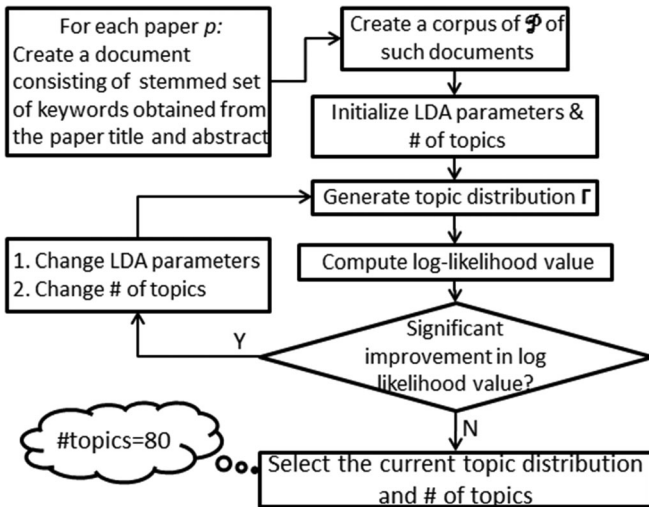 For each paper p:
Create a document
consisting of stemmed set
of keywords obtained from
the paper title and abstract
Create a corpus of 𝓟 of
such documents
Initialize LDA parameters &
# of topics
Generate topic distribution Γ
Compute log-likelihood value
1. Change LDA parameters
2. Change # of topics
Significant
improvement in log
likelihood value?
Y
N
#topics=80
Select the current topic distribution
and # of topics